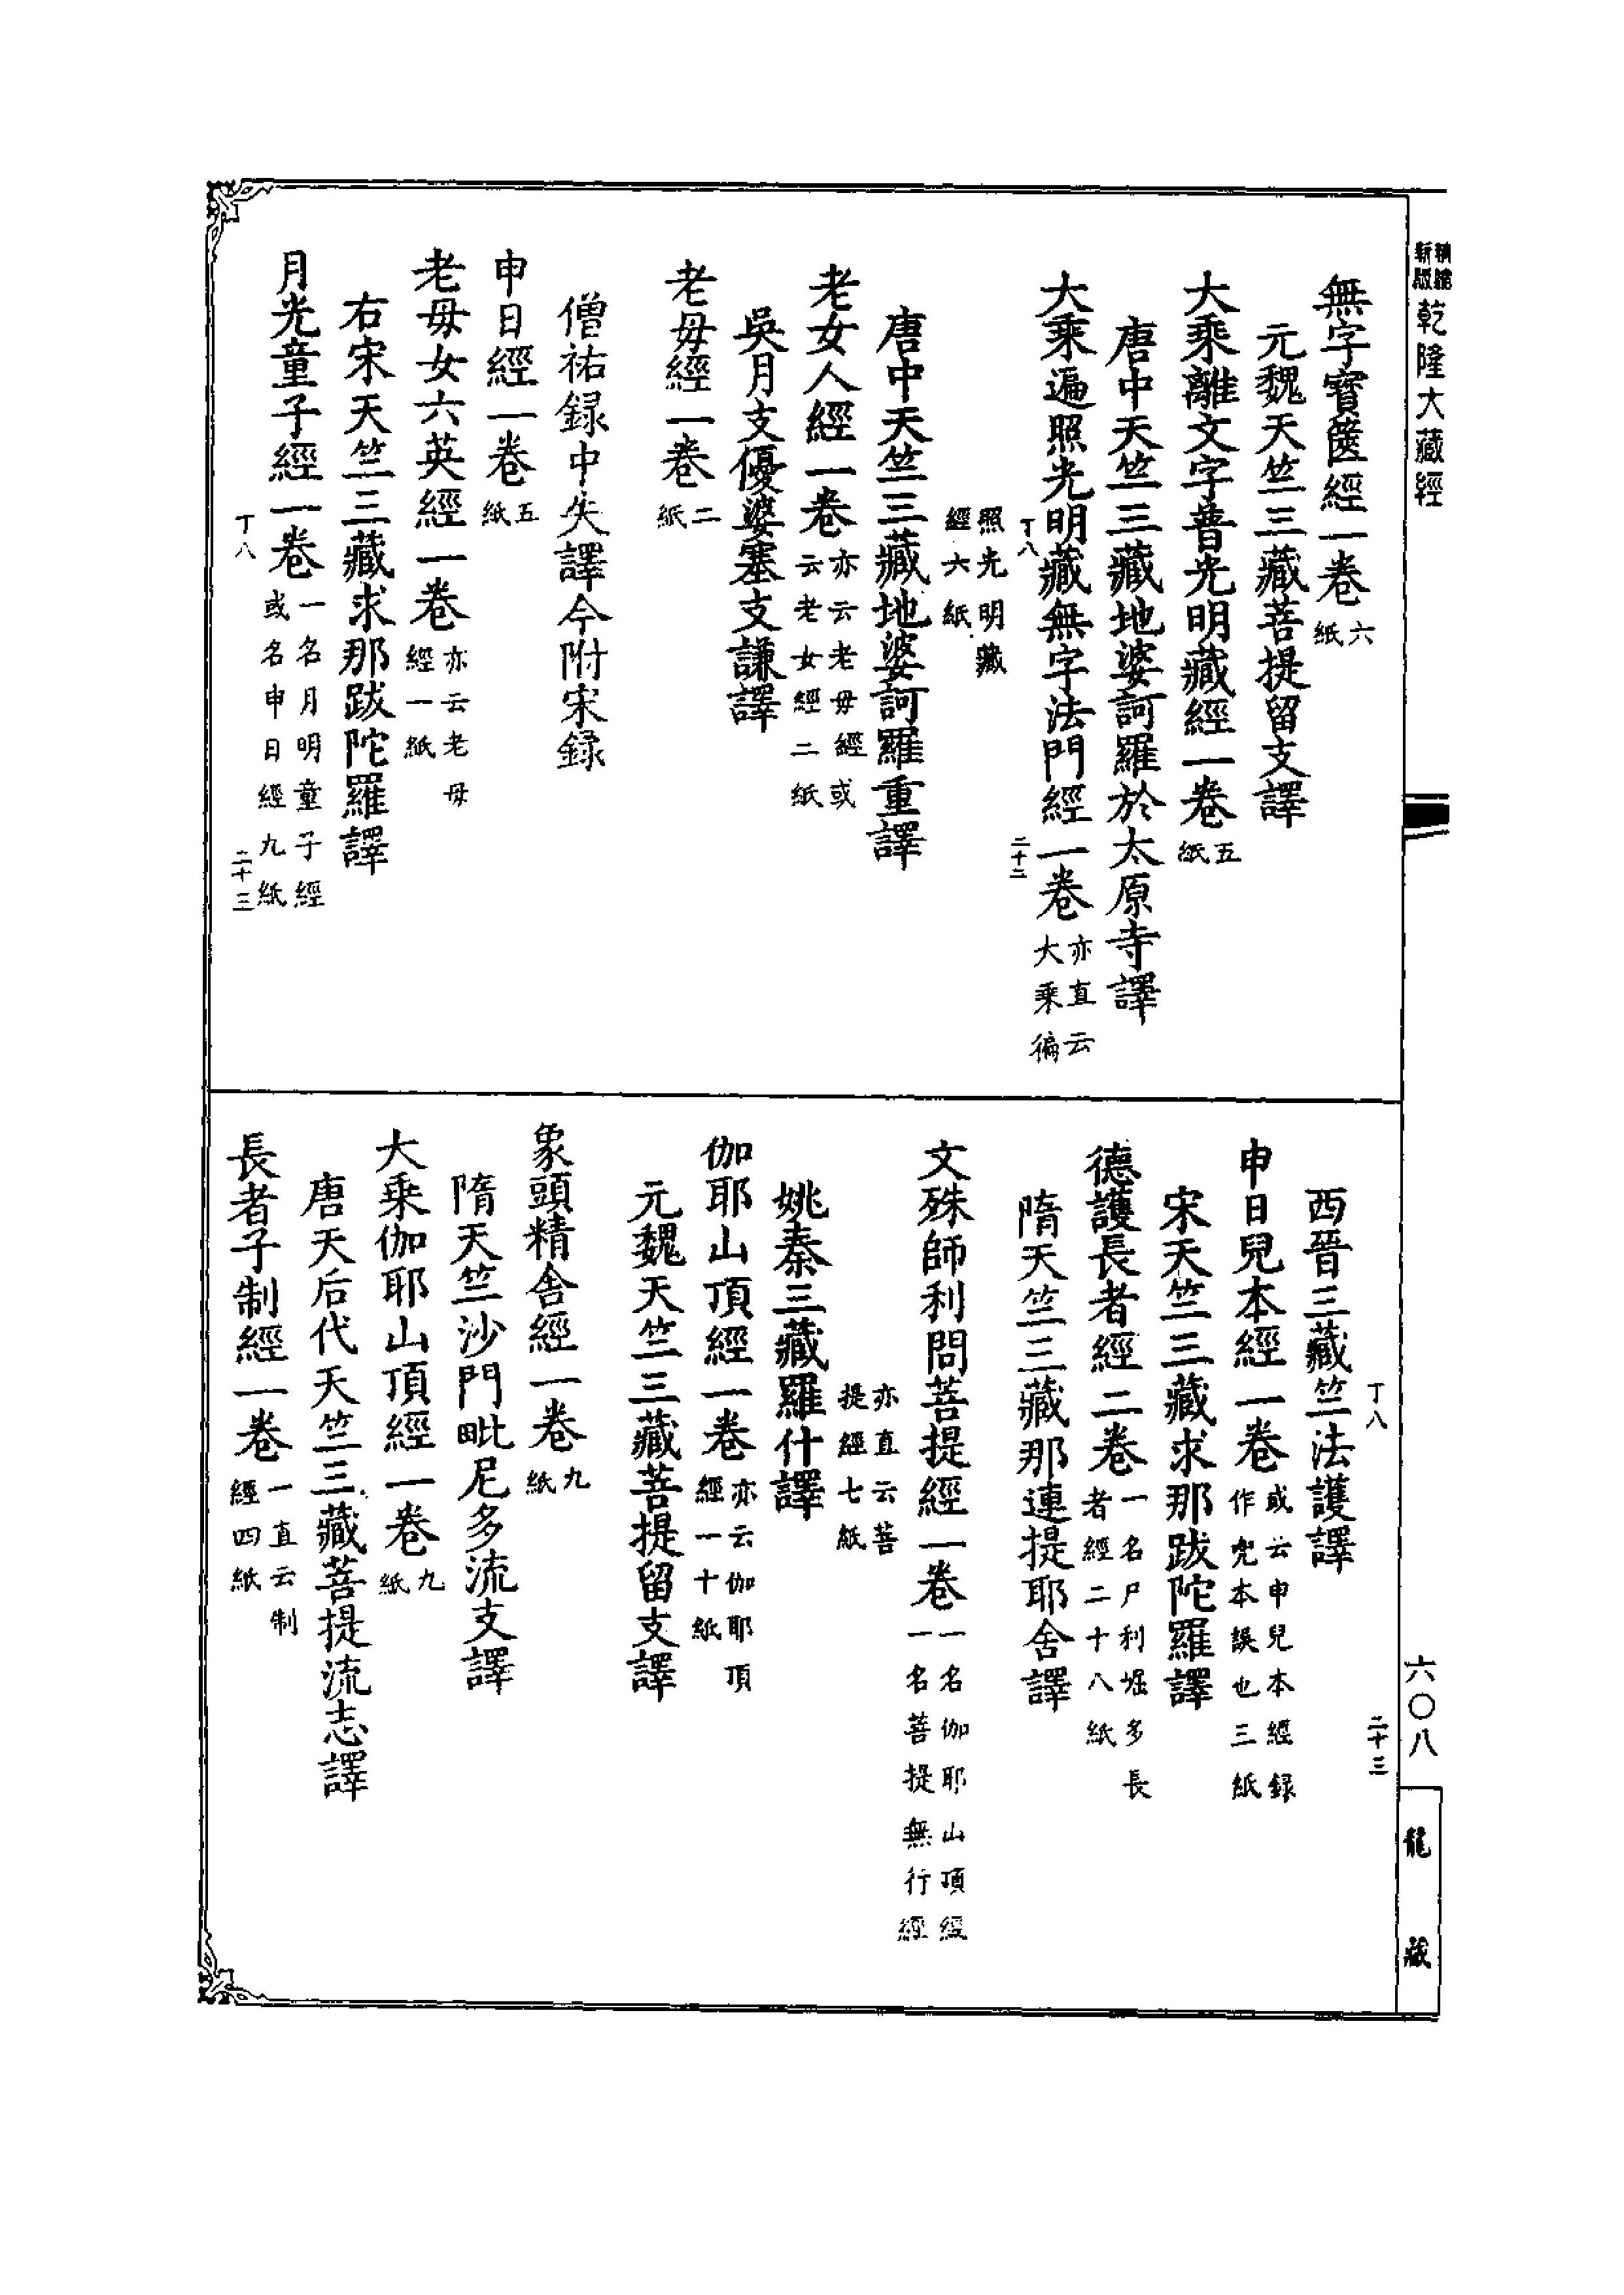 精縮新版 乾隆大藏經
無字寳篋經一卷 六紙
元魏天竺三藏菩提留支譯
大乘離文字普光明藏經一卷 五紙
唐中天竺三藏地婆訶羅於太原寺譯
大乘遍照光明藏無字法門經一卷 亦直云大乘徧
丁八 二十二
照光明藏經六紙
唐中天竺三藏地婆訶羅重譯
老女人經一卷 亦云老毋經或云老女經二紙
吳月支優婆塞支謙譯
老毋經一卷 二紙
僧祐録中失譯今附宋録
申日經一卷 五紙
老毋女六英經一卷 亦云老毋經一紙
右宋天竺三藏求那跋陀羅譯
月光童子經一卷 一名月明童子經或名申日經九紙
丁八 二十三
丁八 二十三
西晉三藏竺法護譯
申日兒本經一卷 或云申兒本經録作兜本誤也三紙
宋天竺三藏求那跋陀羅譯
德護長者經二卷 一名尸利堀多長者經二十八紙
隋天竺三藏那連提耶舍譯
文殊師利問菩提經一卷 一名伽耶山頂經一名菩提無行經
亦直云菩提經七紙
姚秦三藏羅什譯
伽耶山頂經一卷 亦云伽耶頂經一十紙
元魏天竺三藏菩提留支譯
象頭精舍經一卷 九紙
隋天竺沙門毗尼多流支譯
大乘伽耶山頂經一卷 九紙
唐天后代天竺三藏菩提流志譯
長者子制經一卷 一直云制經四紙
六〇八
龍藏